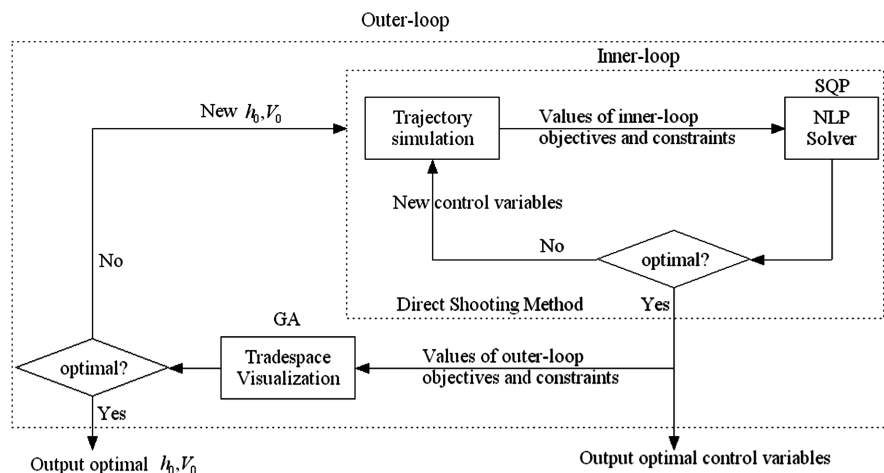 Outer-loop
Inner-loop
SQP
New h₀,V₀
Trajectory
simulation
Values of inner-loop
objectives and constraints
NLP
Solver
New control variables
No
optimal?
No
Direct Shooting Method
Yes
GA
optimal?
Tradespace
Visualization
Values of outer-loop
objectives and constraints
Yes
Output optimal h₀,V₀
Output optimal control variables